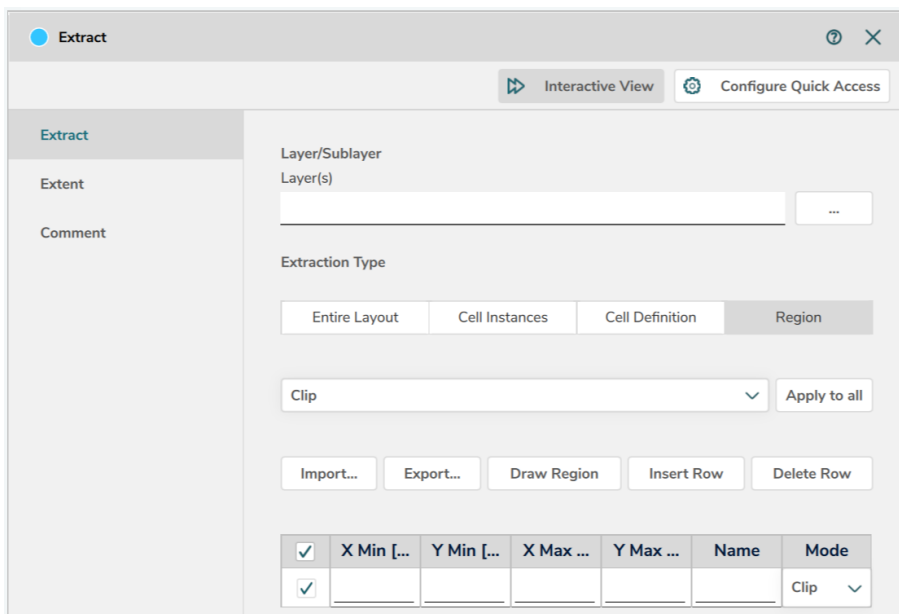 Extract
Interactive View Configure Quick Access
Extract
Extent
Comment
Layer/Sublayer
Layer(s)
...
Extraction Type
Entire Layout Cell Instances Cell Definition Region
Clip Apply to all
Import... Export... Draw Region Insert Row Delete Row
X Min [... Y Min [... X Max ... Y Max ... Name Mode
Clip